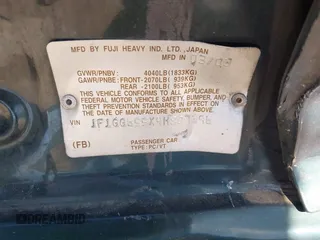 MFD BY FUJI HEAVY IND. LTD. JAPAN
MFD IN
GVWR/PNBV : 4040LB(1833KG)
GAWR/PNBE : FRONT-2070LB( 939KG)
REAR -2100LB( 953KG)
THIS VEHICLE CONFORMS TO ALL APPLICABLE
FEDERAL MOTOR VEHICLE SAFETY, BUMPER
AND THEFT PREVENTION STANDARDS IN EFFECT ON
DATE OF MANUFACTURE SHOWN ABOVE
VIN
(FB)
PASSENGER CAR
TYPE:PC/VT
DREAMBID